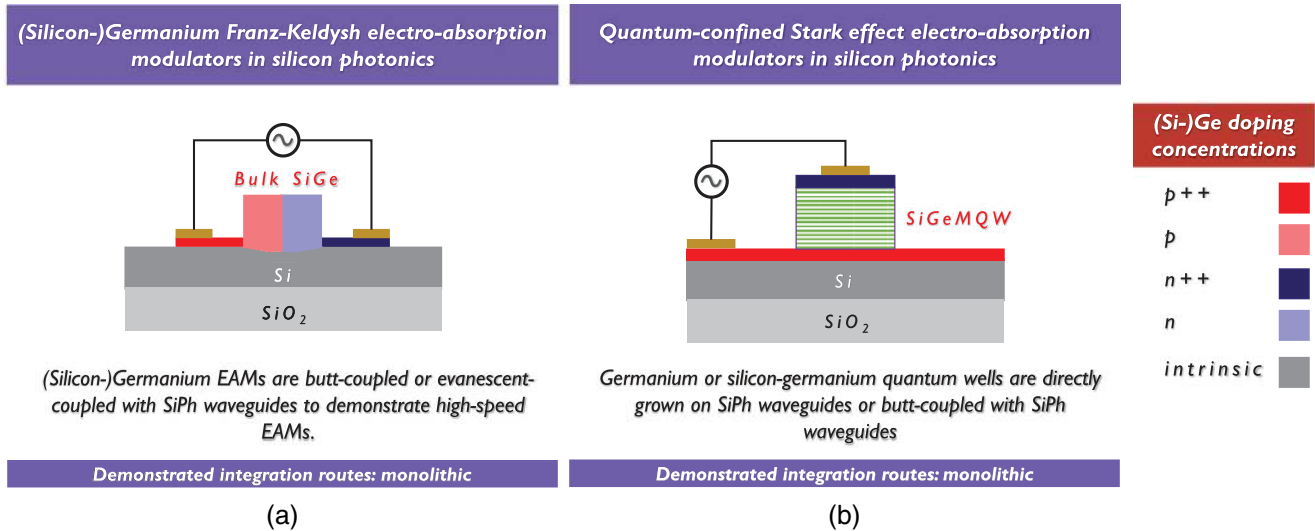 (Silicon-)Germanium Franz-Keldysh electro-absorption
modulators in silicon photonics
Bulk SiGe
Si
SiO2
(Silicon-)Germanium EAMs are butt-coupled or evanescent-
coupled with SiPh waveguides to demonstrate high-speed
EAMs.
Demonstrated integration routes: monolithic
(a)
Quantum-confined Stark effect electro-absorption
modulators in silicon photonics
SiGeMQW
Si
SiO2
Germanium or silicon-germanium quantum wells are directly
grown on SiPh waveguides or butt-coupled with SiPh
waveguides
Demonstrated integration routes: monolithic
(b)
(Si-)Ge doping
concentrations
p++
p
n++
n
intrinsic